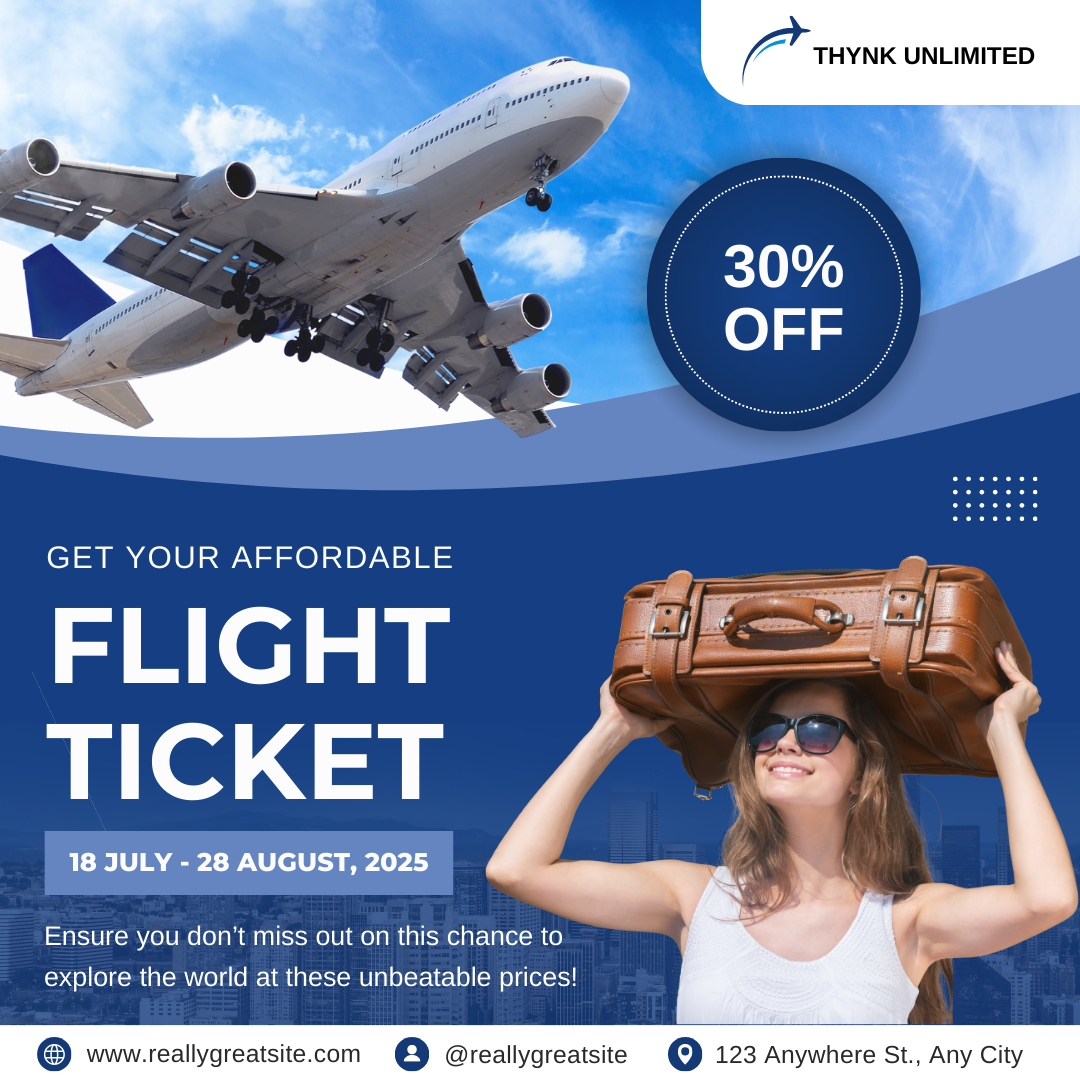 THYNK UNLIMITED
30%
OFF
GET YOUR AFFORDABLE
FLIGHT
TICKET
18 JULY - 28 AUGUST, 2025
Ensure you don’t miss out on this chance to
explore the world at these unbeatable prices!
www.reallygreatsite.com
@reallygreatsite
123 Anywhere St., Any City